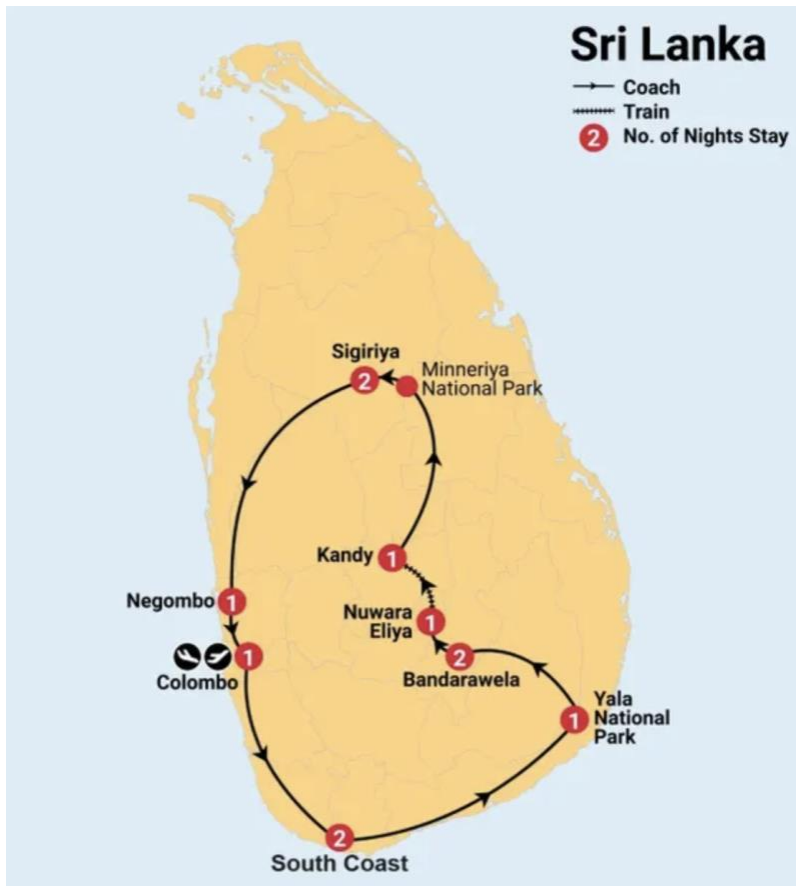 Sri Lanka
Coach
Train
2 No. of Nights Stay
Sigiriya
2
Minneriya
National Park
Kandy 1
Negombo 1
Nuwara
Eliya
1
1
Colombo
2
Bandarawela
1
Yala
National
Park
2
South Coast